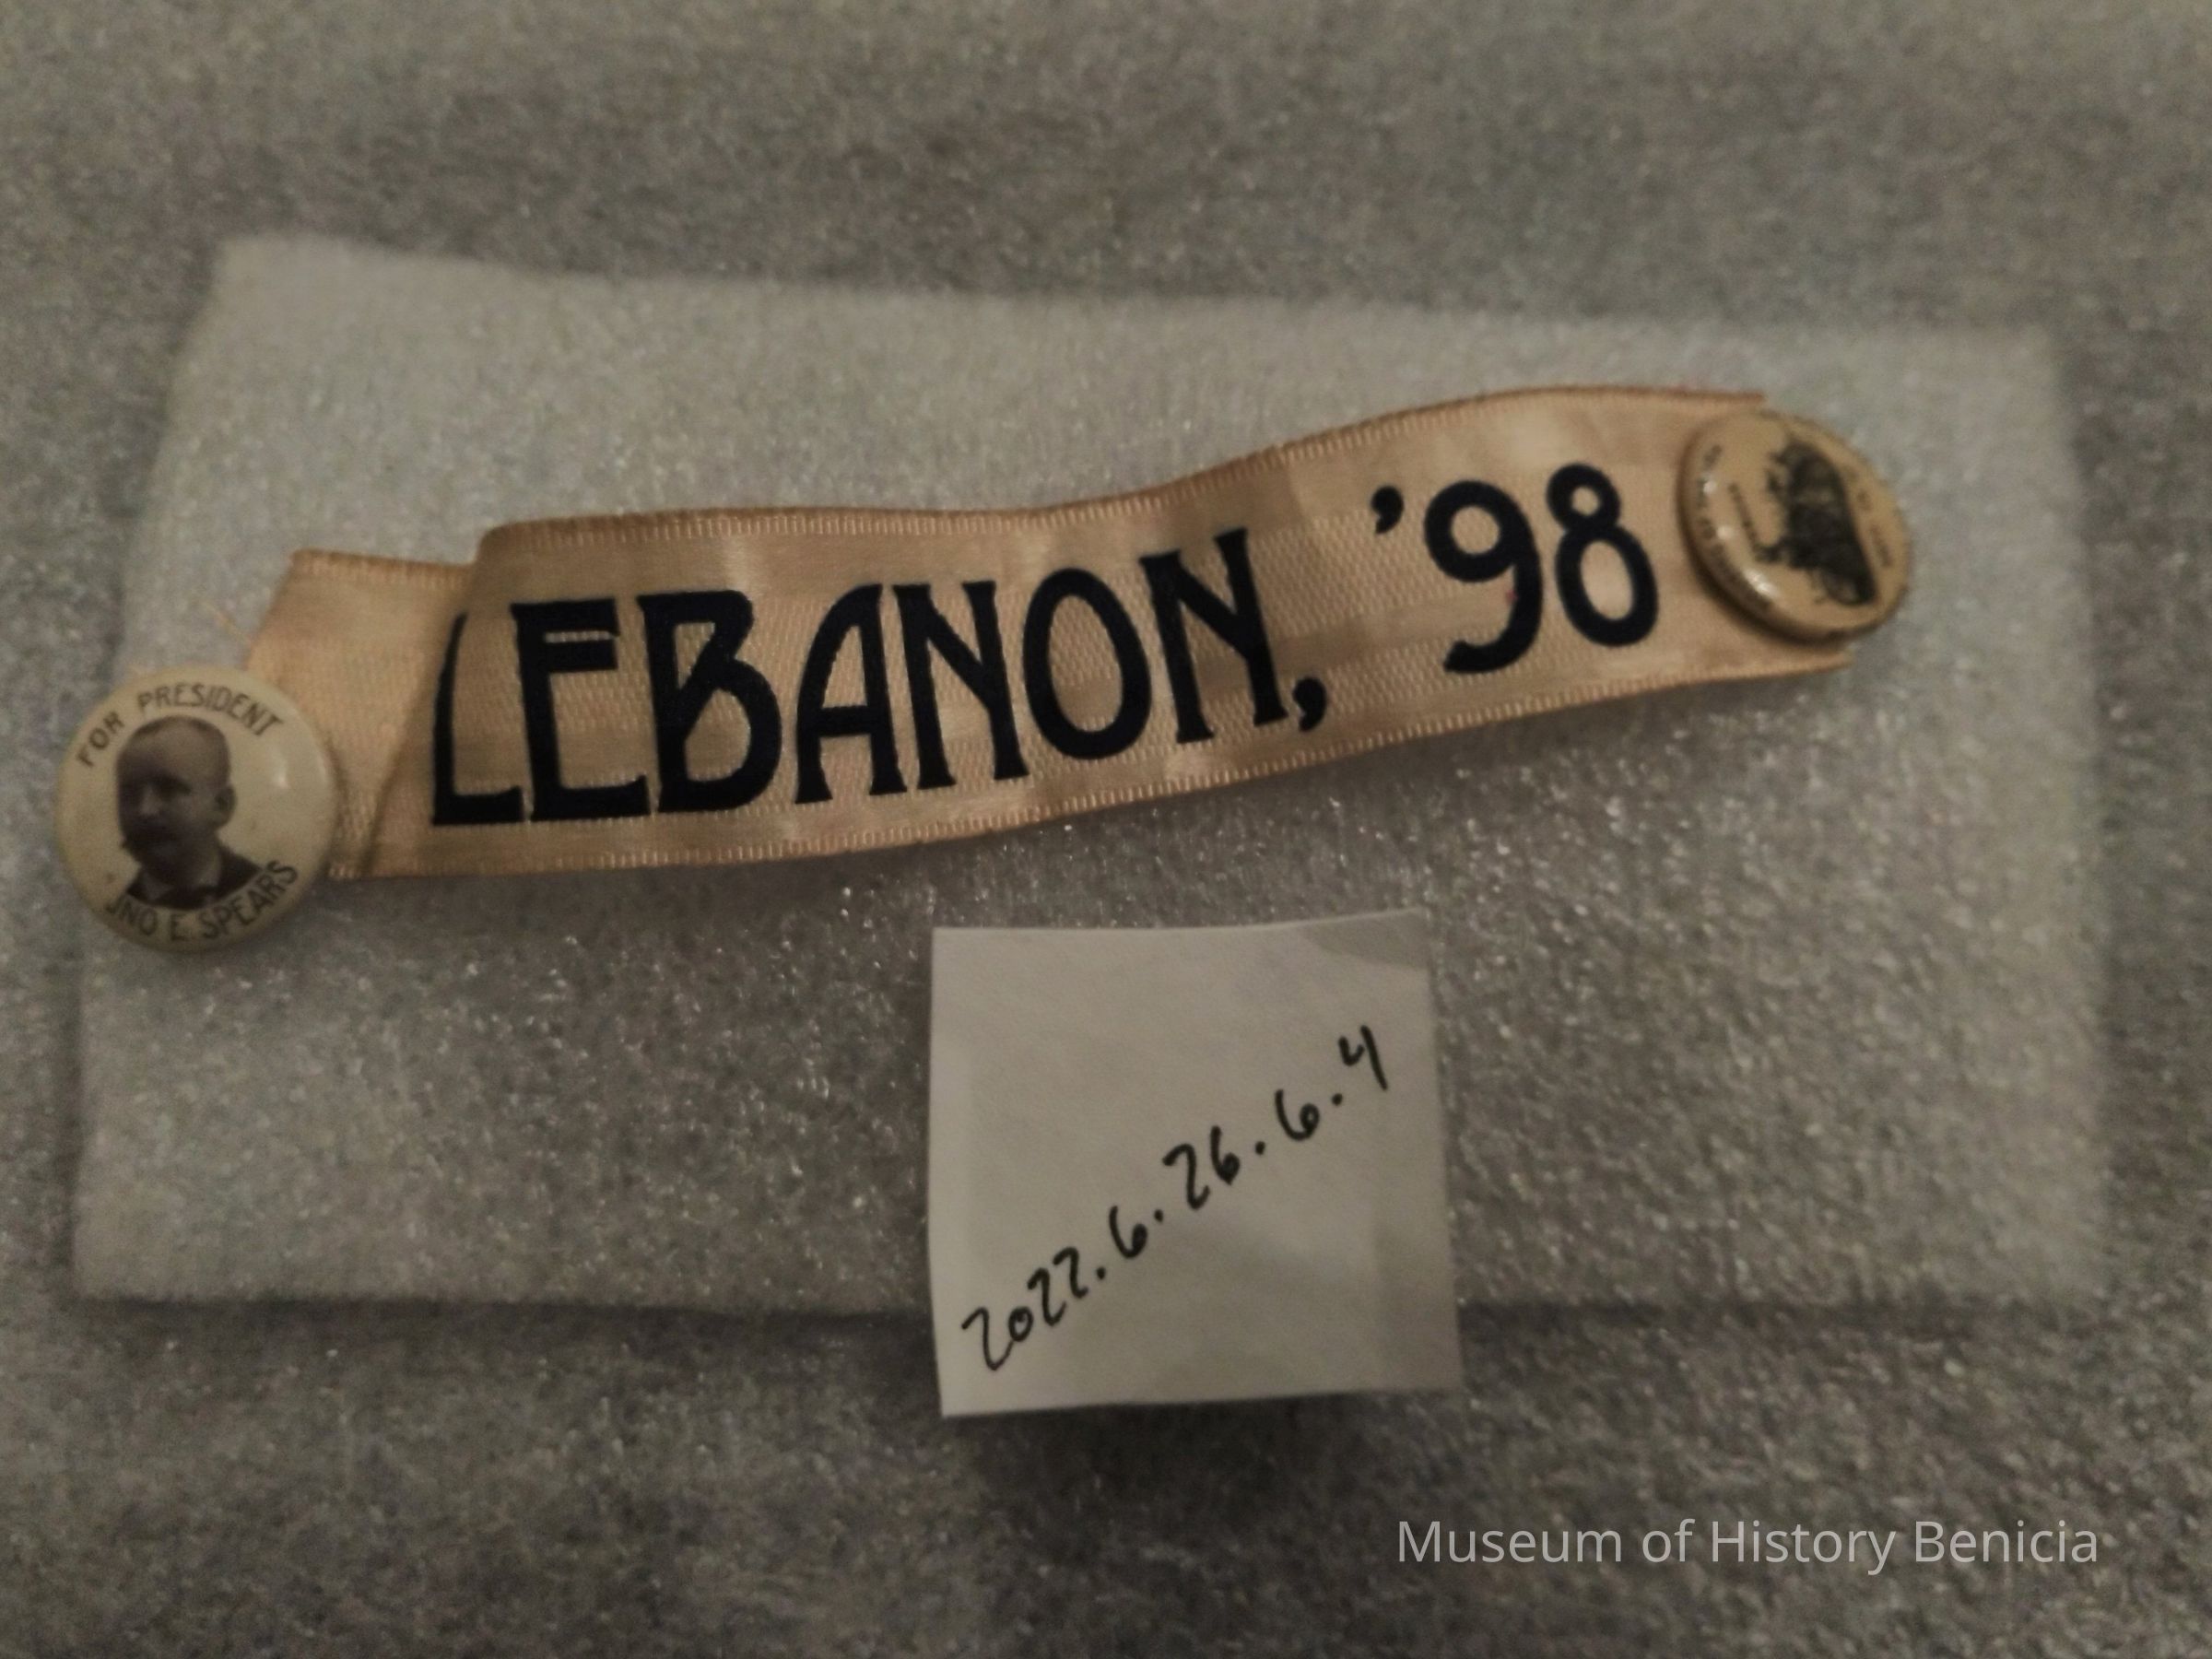 LEBANON, '98
FOR PRESIDENT
JNO E. SPEARS
2022.6.26.6.4
Museum of History Benicia